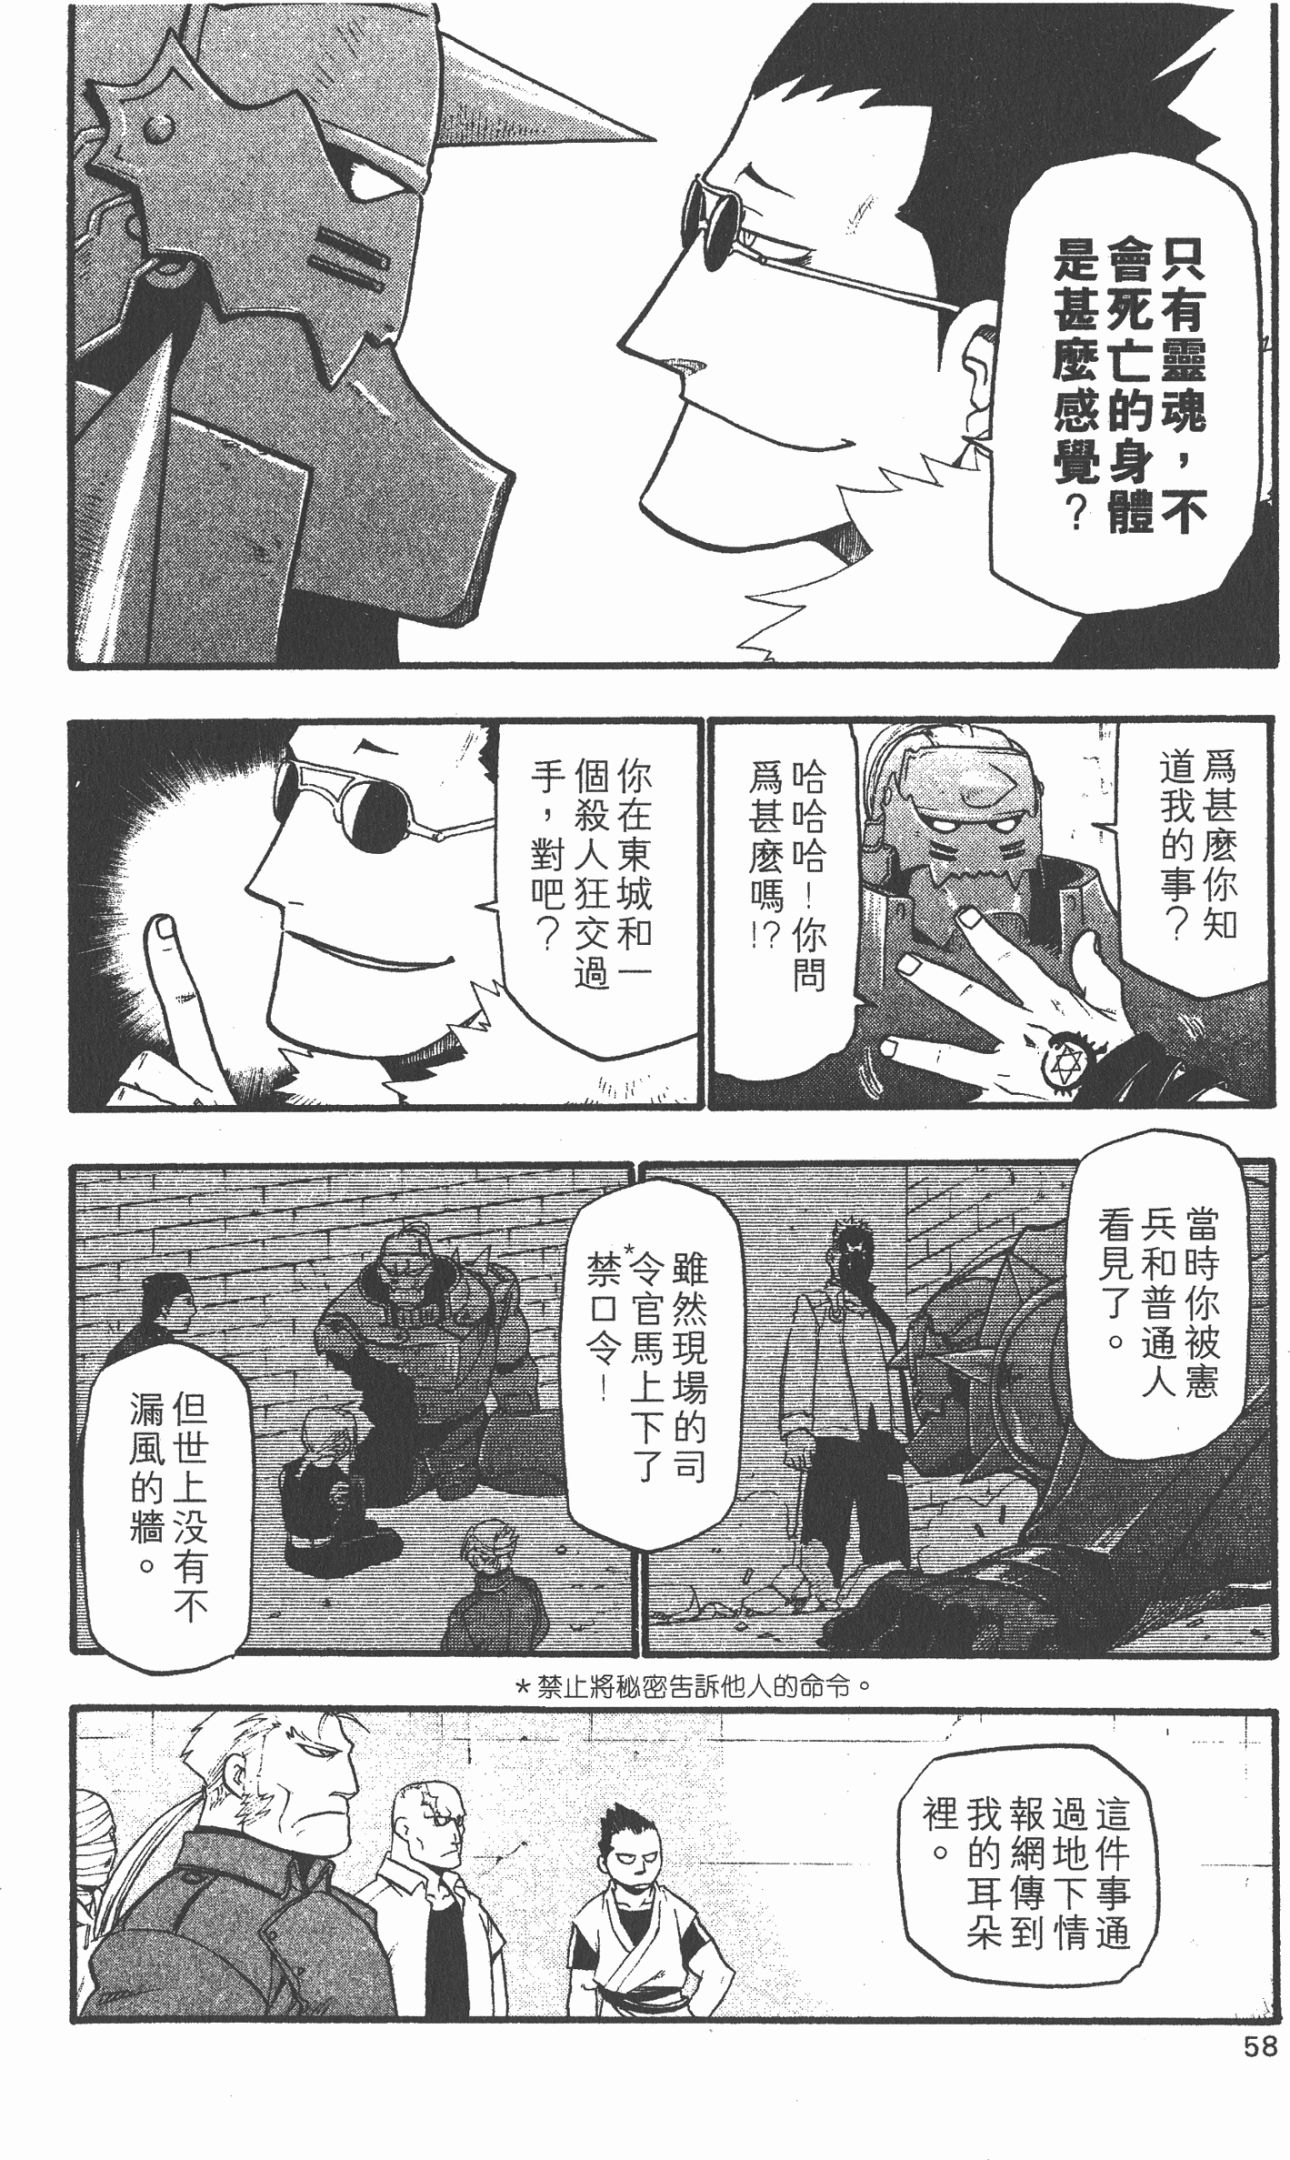 只有靈魂，不
會死亡的身體
是甚麼感覺？
爲甚麼你知
道我的事？
哈哈哈！你問
爲甚麼嗎!?
你在東城和一
個殺人狂交過
手，對吧？
當時你被憲
兵和普通人
看見了。
雖然現場的司
*令官馬上下了
禁口令！
但世上没有不
漏風的牆。
*禁止將秘密告訴他人的命令。
這件事通
過地下情
報網傳到
我的耳朵
裡。
58